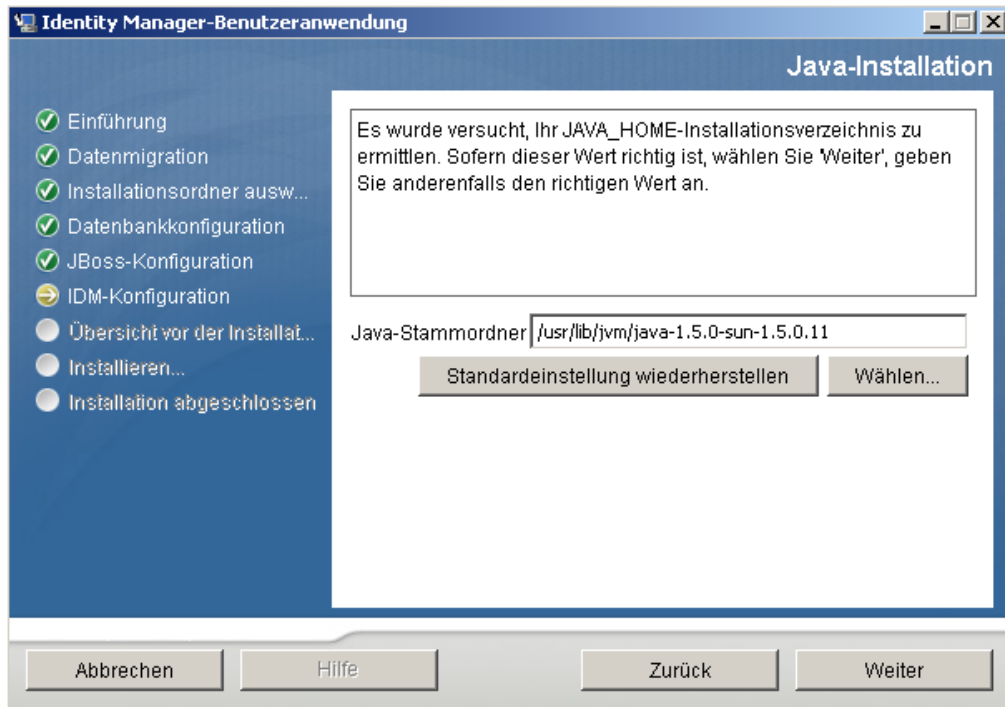 Identity Manager-Benutzeranwendung
Java-Installation
Einführung
Datenmigration
Installationsordner ausw...
Datenbankkonfiguration
JBoss-Konfiguration
IDM-Konfiguration
Übersicht vor der Installat...
Installieren...
Installation abgeschlossen
Es wurde versucht, Ihr JAVA_HOME-Installationsverzeichnis zu
ermittlen. Sofern dieser Wert richtig ist, wählen Sie 'Weiter', geben
Sie anderenfalls den richtigen Wert an.
Java-Stammordner /usr/lib/jvm/java-1.5.0-sun-1.5.0.11
Standardeinstellung wiederherstellen Wählen...
Abbrechen Hilfe Zurück Weiter